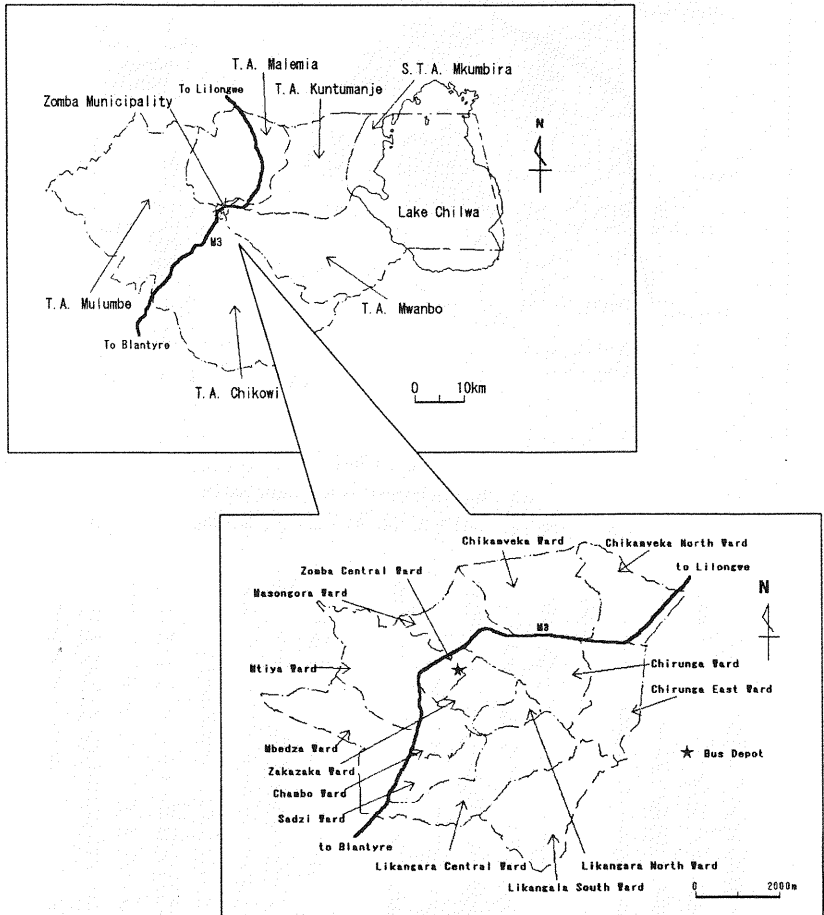 T.A. Malemia
To Lilongwe
S.T.A. Mkumbira
T.A. Kuntumanje
Zomba Municipality
N
Lake Chilwa
M3
T.A. Mulumbe
T.A. Mwanbo
To Blantyre
0 10km
T.A. Chikowi
Chikamveka Ward
Chikamveka North Ward
Zomba Central Ward
to Lilongwe
Masongora Ward
N
M3
Mtiya Ward
Chirunga Ward
Chirunga East Ward
Mbedza Ward
★ Bus Depot
Zakazaka Ward
Chambo Ward
Sadzi Ward
to Blantyre
Likangara Central Ward
Likangara North Ward
Likangala South Ward
0 2000m